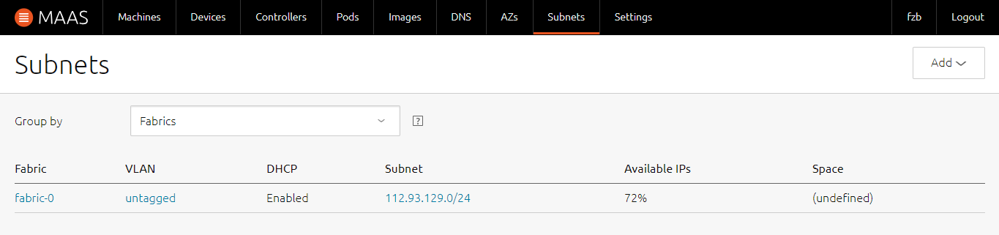 MAAS Machines Devices Controllers Pods Images DNS AZs Subnets Settings fzb Logout
Subnets Add
Group by Fabrics ?
Fabric VLAN DHCP Subnet Available IPs Space
fabric-0 untagged Enabled 112.93.129.0/24 72% (undefined)